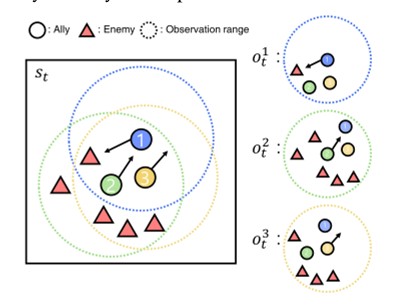 : Ally : Enemy : Observation range
s_t
1
2
3
o_t^1 :
o_t^2 :
o_t^3 :